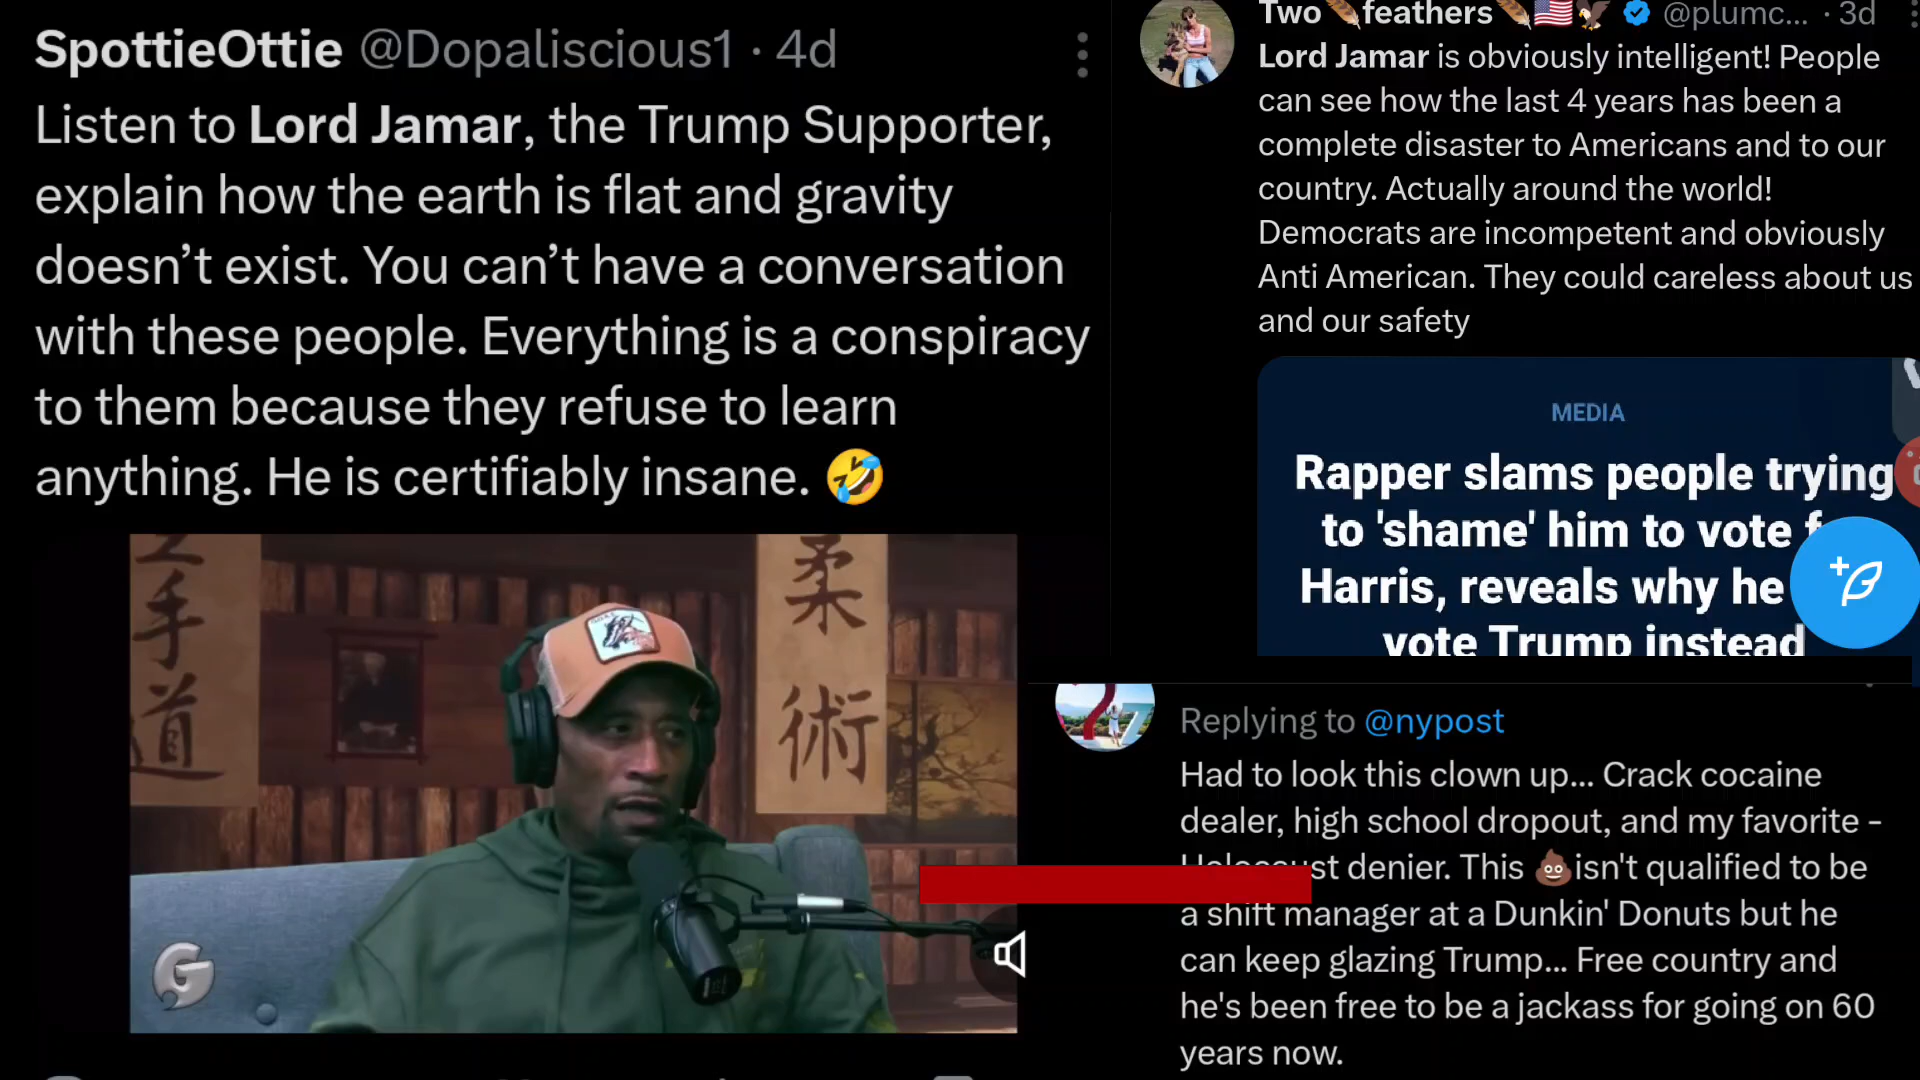 SpottieOttie @Dopaliscious1 · 4d
Listen to Lord Jamar, the Trump Supporter,
explain how the earth is flat and gravity
doesn’t exist. You can’t have a conversation
with these people. Everything is a conspiracy
to them because they refuse to learn
anything. He is certifiably insane. 🤣
手
道
柔
術
G
Two 🪶feathers 🪶🇺🇸🦅 @plumc... · 3d
Lord Jamar is obviously intelligent! People
can see how the last 4 years has been a
complete disaster to Americans and to our
country. Actually around the world!
Democrats are incompetent and obviously
Anti American. They could careless about us
and our safety
MEDIA
Rapper slams people trying
to 'shame' him to vote
Harris, reveals why he
vote Trump instead
Replying to @nypost
Had to look this clown up... Crack cocaine
dealer, high school dropout, and my favorite -
st denier. This 💩isn't qualified to be
a shift manager at a Dunkin' Donuts but he
can keep glazing Trump... Free country and
he's been free to be a jackass for going on 60
years now.